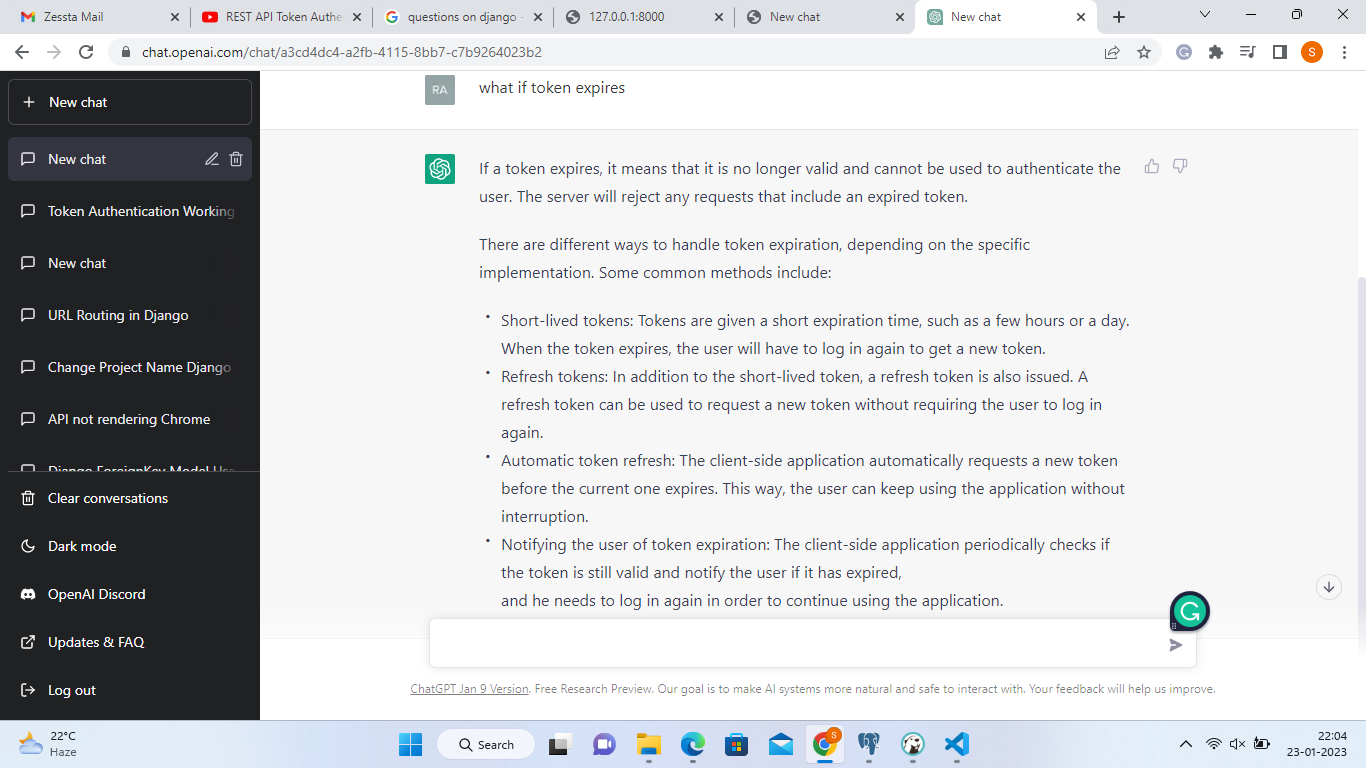 Zessta Mail
REST API Token Authe
questions on django -
127.0.0.1:8000
New chat
New chat
chat.openai.com/chat/a3cd4dc4-a2fb-4115-8bb7-c7b9264023b2
S
New chat
New chat
Token Authentication Working
New chat
URL Routing in Django
Change Project Name Django
API not rendering Chrome
Django ForeignKey Model Use
Clear conversations
Dark mode
OpenAI Discord
Updates & FAQ
Log out
RA
what if token expires
If a token expires, it means that it is no longer valid and cannot be used to authenticate the
user. The server will reject any requests that include an expired token.
There are different ways to handle token expiration, depending on the specific
implementation. Some common methods include:
• Short-lived tokens: Tokens are given a short expiration time, such as a few hours or a day.
When the token expires, the user will have to log in again to get a new token.
• Refresh tokens: In addition to the short-lived token, a refresh token is also issued. A
refresh token can be used to request a new token without requiring the user to log in
again.
• Automatic token refresh: The client-side application automatically requests a new token
before the current one expires. This way, the user can keep using the application without
interruption.
• Notifying the user of token expiration: The client-side application periodically checks if
the token is still valid and notify the user if it has expired,
and he needs to log in again in order to continue using the application.
ChatGPT Jan 9 Version. Free Research Preview. Our goal is to make AI systems more natural and safe to interact with. Your feedback will help us improve.
22°C
Haze
Search
S
22:04
23-01-2023